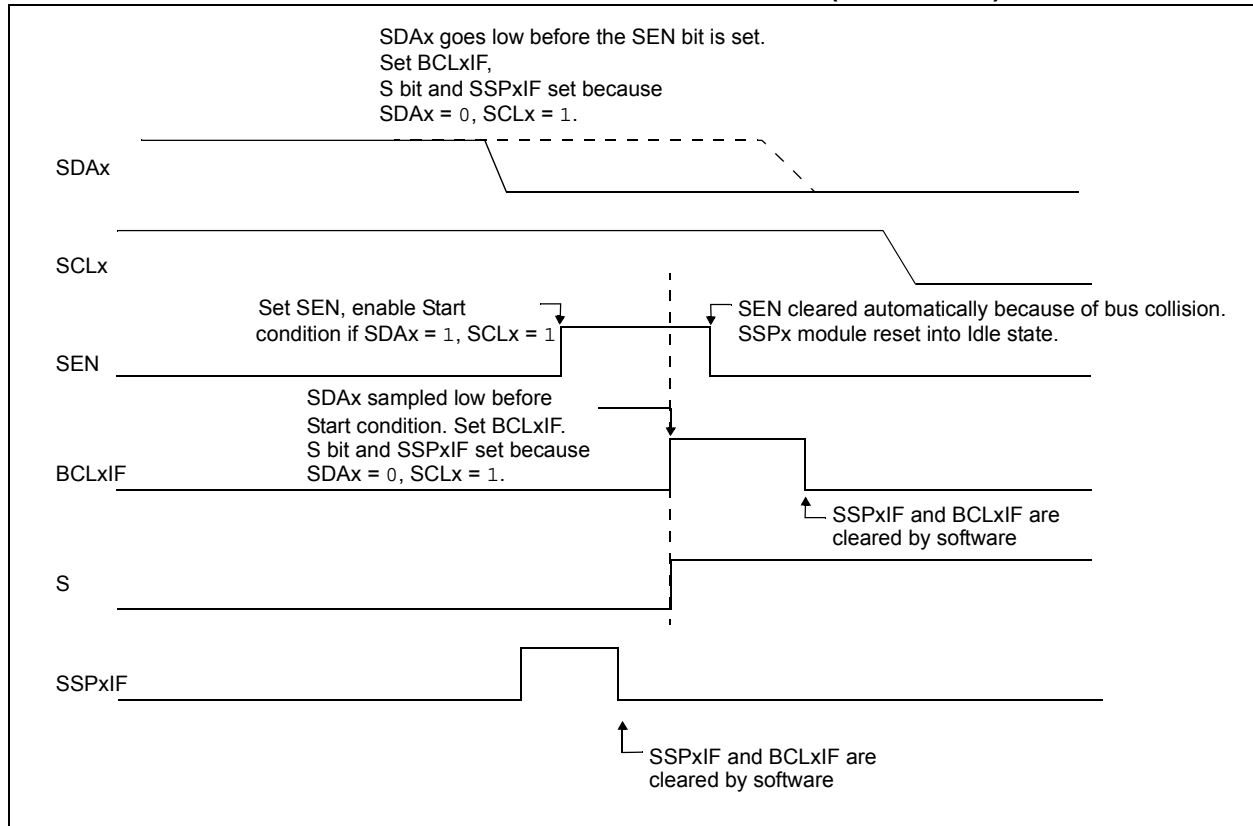 SDAx goes low before the SEN bit is set.
Set BCLxIF,
S bit and SSPxIF set because
SDAx = 0, SCLx = 1.
SDAx
SCLx
Set SEN, enable Start
condition if SDAx = 1, SCLx = 1
SEN cleared automatically because of bus collision.
SSPx module reset into Idle state.
SEN
SDAx sampled low before
Start condition. Set BCLxIF.
S bit and SSPxIF set because
SDAx = 0, SCLx = 1.
BCLxIF
SSPxIF and BCLxIF are
cleared by software
S
SSPxIF
SSPxIF and BCLxIF are
cleared by software